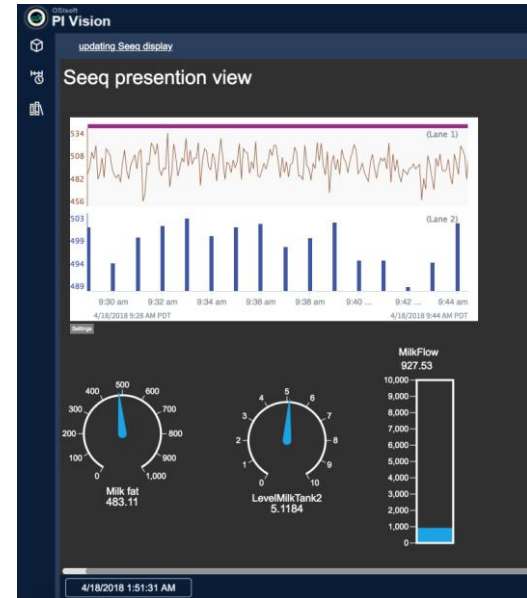 OSIsoft
PI Vision
updating Seeq display
Seeq presention view
(Lane 1)
534
508
482
456
(Lane 2)
503
499
494
489
9:30 am 9:32 am 9:34 am 9:36 am 9:38 am 9:40 ... 9:42 ... 9:44 am
4/18/2018 9:28 AM PDT 4/18/2018 9:44 AM PDT
Settings
0 100 200 300 400 500 600 700 800 900 1,000
Milk fat
483.11
0 1 2 3 4 5 6 7 8 9 10
LevelMilkTank2
5.1184
MilkFlow
927.53
10,000
9,000
8,000
7,000
6,000
5,000
4,000
3,000
2,000
1,000
0
4/18/2018 1:51:31 AM